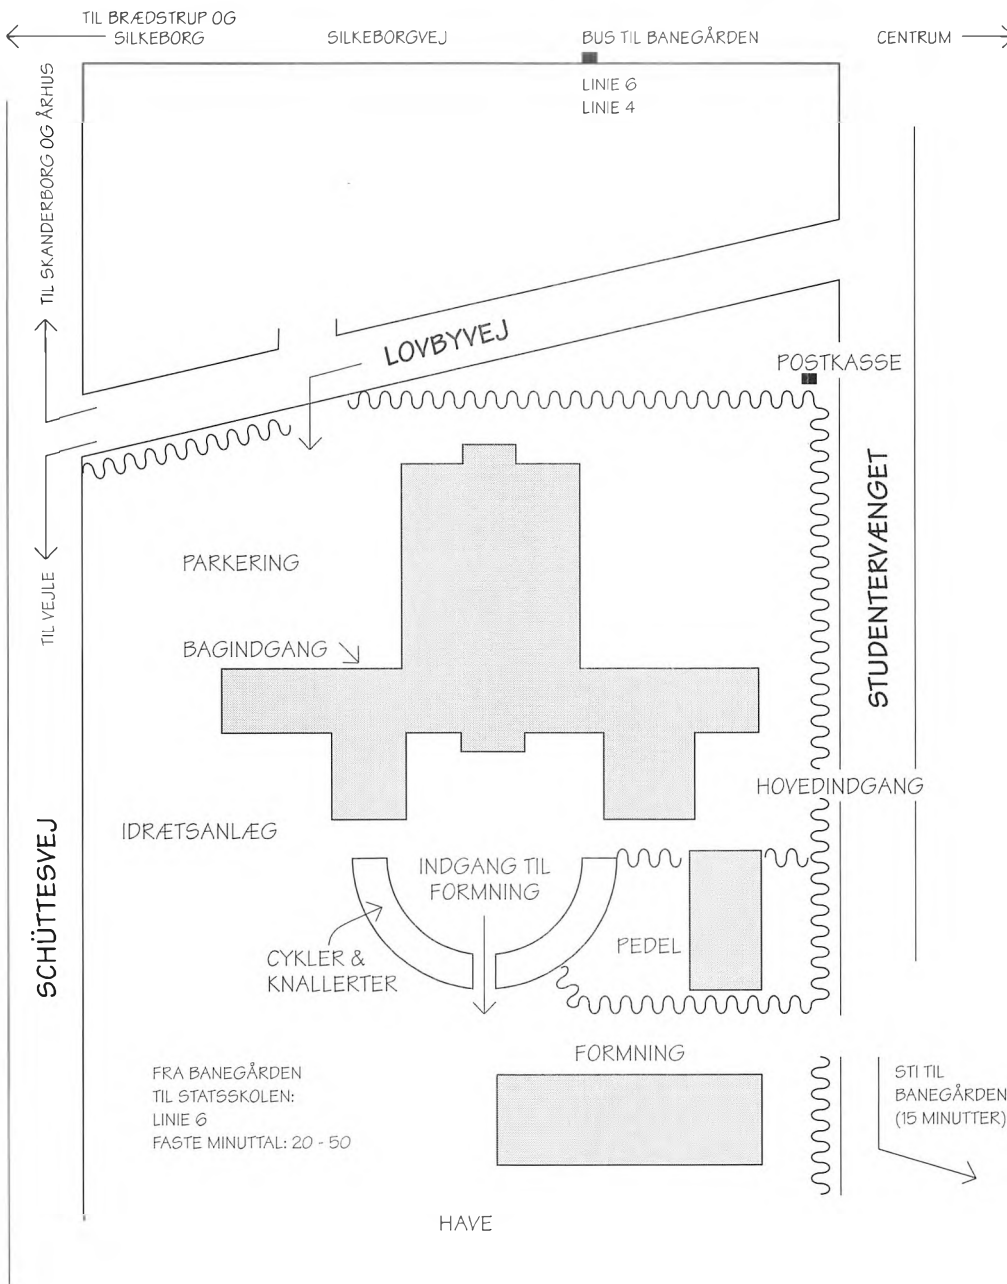 TIL BRÆDSTRUP OG
SILKEBORG
SILKEBORGVEJ
BUS TIL BANEGÅRDEN
CENTRUM
LINIE 6
LINIE 4
TIL SKANDERBORG OG ÅRHUS
LOVBYVEJ
POSTKASSE
STUDENTERVÆNGET
PARKERING
TIL VEJLE
BAGINDGANG
HOVEDINDGANG
IDRÆTSANLÆG
SCHÜTTESVEJ
INDGANG TIL
FORMNING
CYKLER &
KNALLERTER
PEDEL
FORMNING
FRA BANEGÅRDEN
TIL STATSSKOLEN:
LINIE 6
FASTE MINUTTAL: 20 - 50
STI TIL
BANEGÅRDEN
(15 MINUTTER)
HAVE